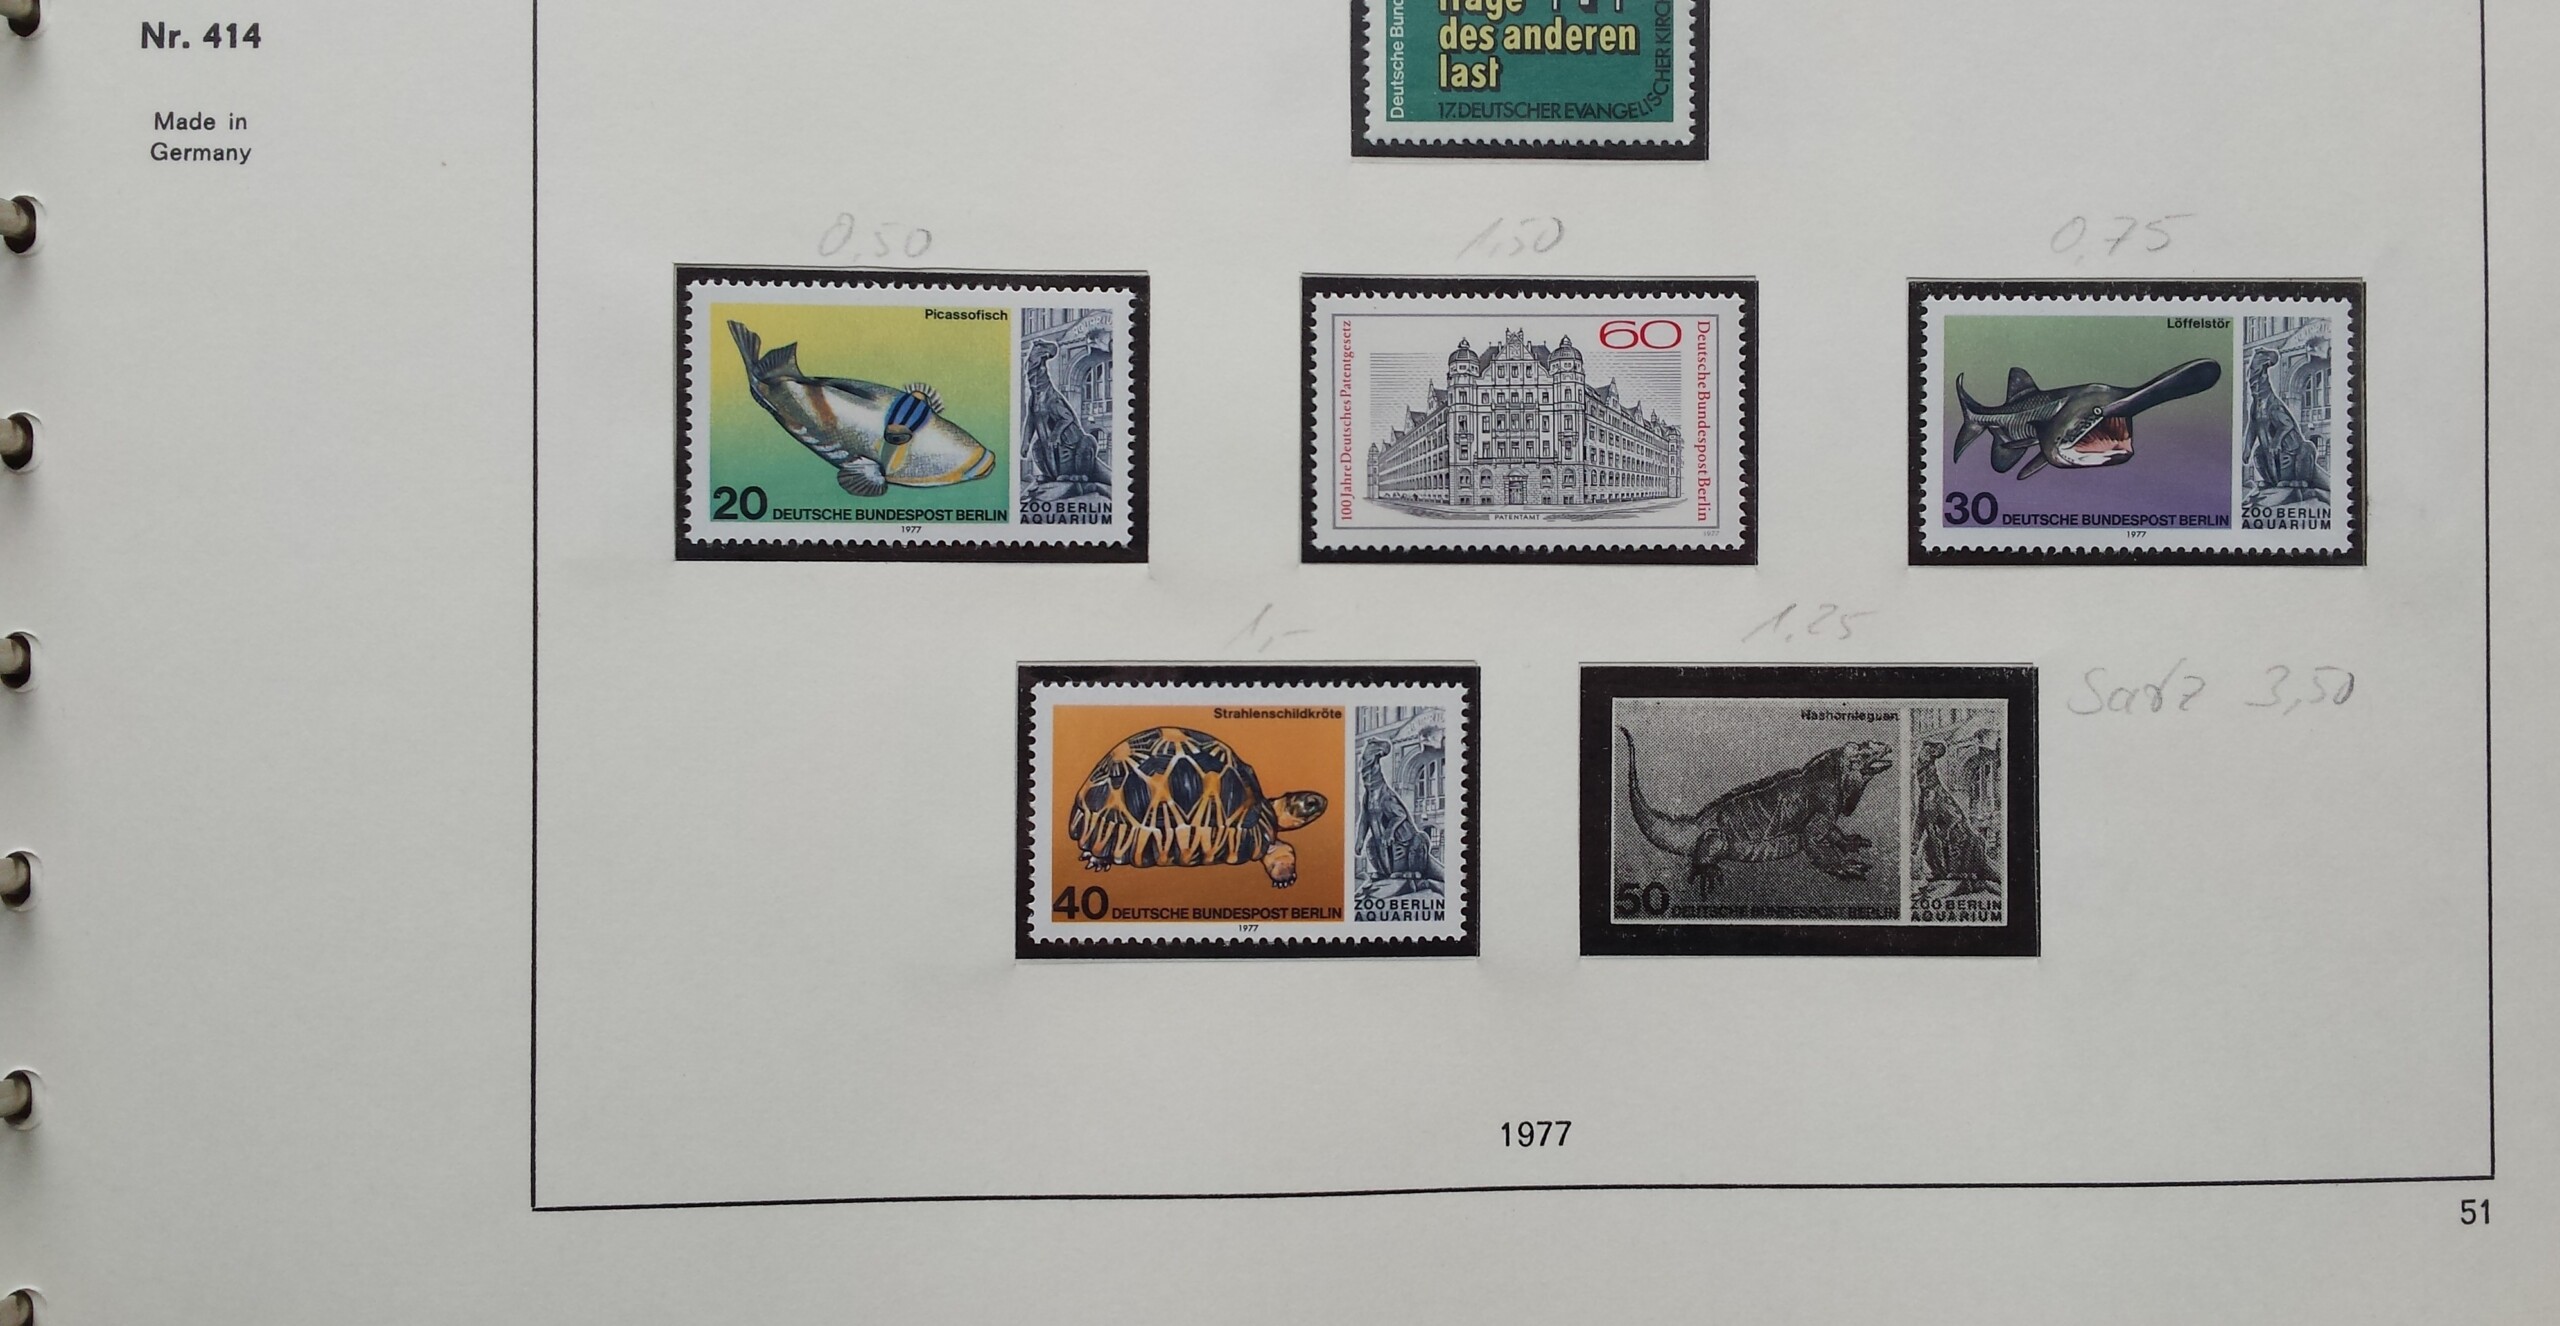 Nr. 414
Made in
Germany
Deutsche Bund
frage
des anderen
last
17. DEUTSCHER EVANGELISCHER KIRCH
0,50
1,50
0,75
Picassofisch
20 DEUTSCHE BUNDESPOST BERLIN
1977
ZOO BERLIN
AQUARIUM
100 Jahre Deutsches Patentgesetz
60
Deutsche Bundespost Berlin
PATENTAMT
1977
Löffelstör
30 DEUTSCHE BUNDESPOST BERLIN
1977
ZOO BERLIN
AQUARIUM
1,-
1,25
Strahlenschildkröte
40 DEUTSCHE BUNDESPOST BERLIN
1977
ZOO BERLIN
AQUARIUM
Nashornleguan
50 DEUTSCHE BUNDESPOST BERLIN
ZOO BERLIN
AQUARIUM
Satz 3,50
1977
51